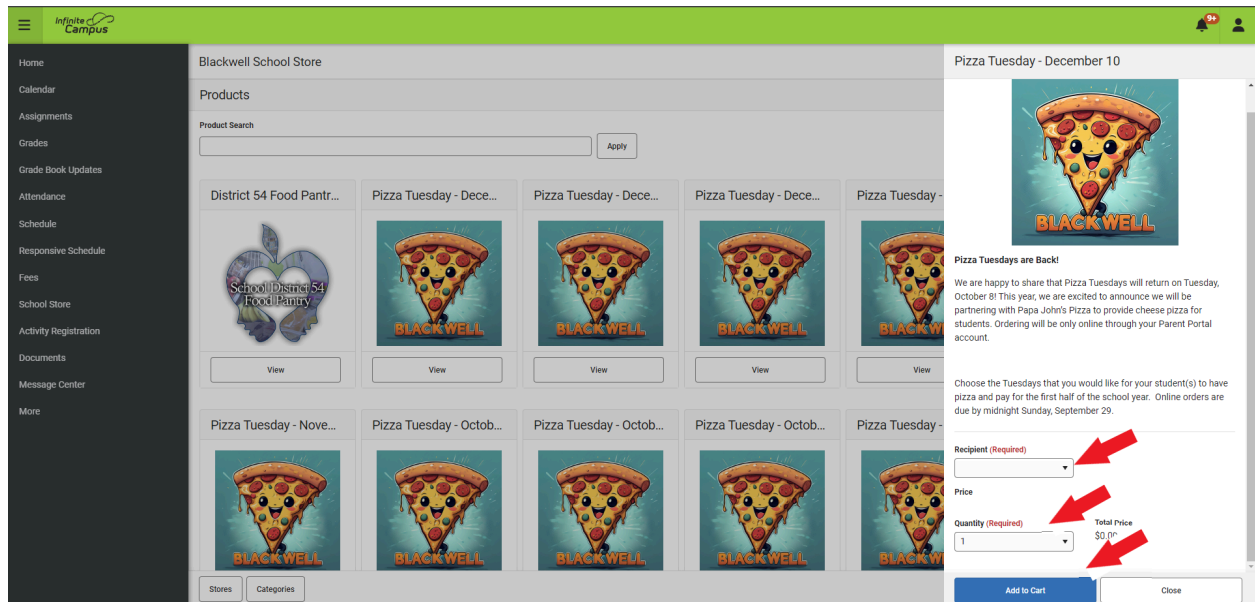 Infinite
Campus
9+
Home
Calendar
Assignments
Grades
Grade Book Updates
Attendance
Schedule
Responsive Schedule
Fees
School Store
Activity Registration
Documents
Message Center
More
Blackwell School Store
Products
Product Search
Apply
District 54 Food Pantr...
Pizza Tuesday - Dece...
Pizza Tuesday - Dece...
Pizza Tuesday - Dece...
Pizza Tuesday -
School District 54
Food Pantry
BLACKWELL
BLACKWELL
BLACKWELL
BLACKW
View
View
View
View
View
Pizza Tuesday - Nove...
Pizza Tuesday - Octob...
Pizza Tuesday - Octob...
Pizza Tuesday - Octob...
Pizza Tuesday -
BLACKWELL
BLACKWELL
BLACKWELL
BLACKWELL
BLACKW
Stores
Categories
Pizza Tuesday - December 10
BLACKWELL
Pizza Tuesdays are Back!
We are happy to share that Pizza Tuesdays will return on Tuesday,
October 8! This year, we are excited to announce we will be
partnering with Papa John's Pizza to provide cheese pizza for
students. Ordering will be only online through your Parent Portal
account.
Choose the Tuesdays that you would like for your student(s) to have
pizza and pay for the first half of the school year. Online orders are
due by midnight Sunday, September 29.
Recipient (Required)
Price
Quantity (Required)
Total Price
1
$0.00
Add to Cart
Close